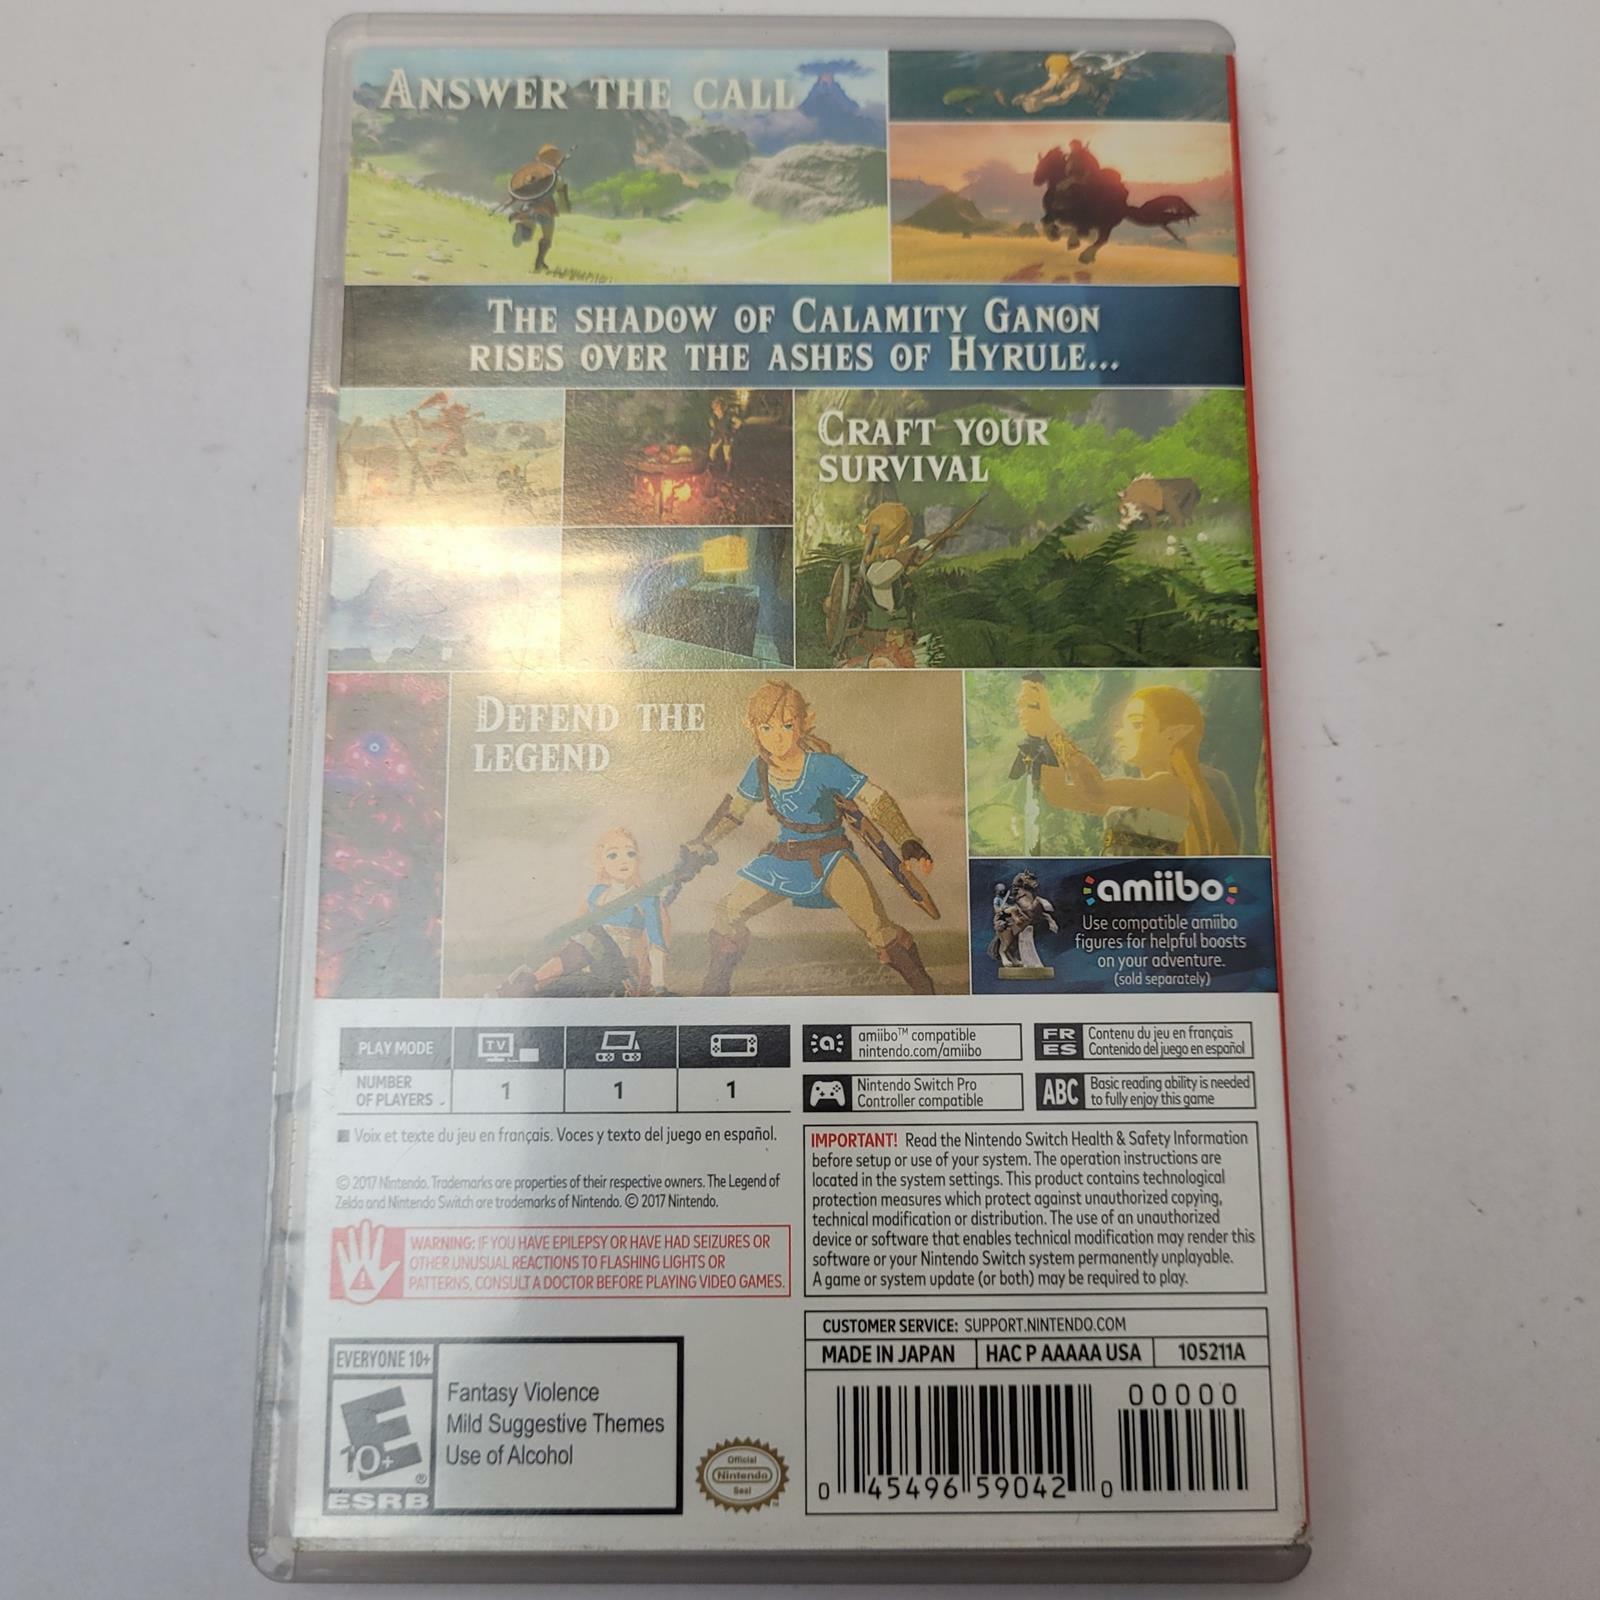 ANSWER THE CALL
THE SHADOW OF CALAMITY GANON
RISES OVER THE ASHES OF HYRULE...
CRAFT YOUR
SURVIVAL
DEFEND THE
LEGEND
amiibo
Use compatible amiibo
figures for helpful boosts
on your adventure.
(sold separately)
PLAY MODE
TV
NUMBER
OF PLAYERS
1
1
1
amiibo™ compatible
nintendo.com/amiibo
FR
ES
Contenu du jeu en français
Contenido del juego en español
Nintendo Switch Pro
Controller compatible
ABC
Basic reading ability is needed
to fully enjoy this game
Voix et texte du jeu en français. Voces y texto del juego en español.
© 2017 Nintendo. Trademarks are properties of their respective owners. The Legend of
Zelda and Nintendo Switch are trademarks of Nintendo. © 2017 Nintendo.
WARNING: IF YOU HAVE EPILEPSY OR HAVE HAD SEIZURES OR
OTHER UNUSUAL REACTIONS TO FLASHING LIGHTS OR
PATTERNS, CONSULT A DOCTOR BEFORE PLAYING VIDEO GAMES.
IMPORTANT! Read the Nintendo Switch Health & Safety Information
before setup or use of your system. The operation instructions are
located in the system settings. This product contains technological
protection measures which protect against unauthorized copying,
technical modification or distribution. The use of an unauthorized
device or software that enables technical modification may render this
software or your Nintendo Switch system permanently unplayable.
A game or system update (or both) may be required to play.
EVERYONE 10+
E
10+
®
ESRB
Fantasy Violence
Mild Suggestive Themes
Use of Alcohol
Official
Nintendo
Seal
™
CUSTOMER SERVICE: SUPPORT.NINTENDO.COM
MADE IN JAPAN
HAC P AAAAA USA
105211A
00000
0 45496 59042 0